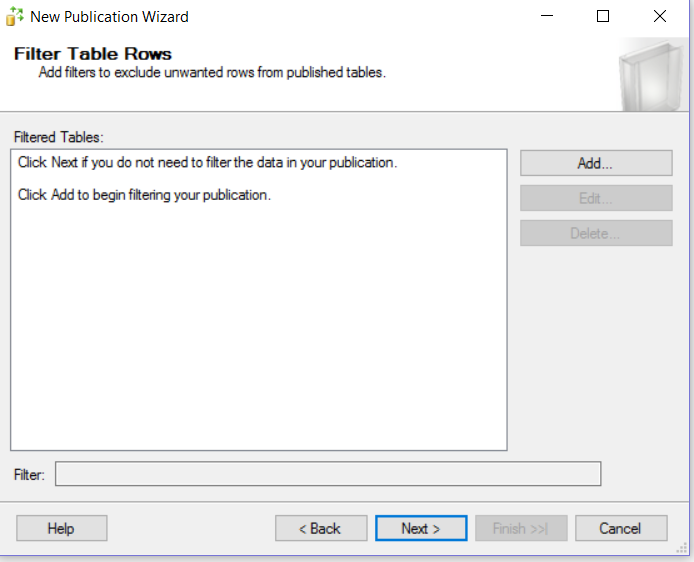 New Publication Wizard
Filter Table Rows
Add filters to exclude unwanted rows from published tables.
Filtered Tables:
Click Next if you do not need to filter the data in your publication.
Click Add to begin filtering your publication.
Add...
Edit...
Delete...
Filter:
Help
< Back
Next >
Finish >>|
Cancel